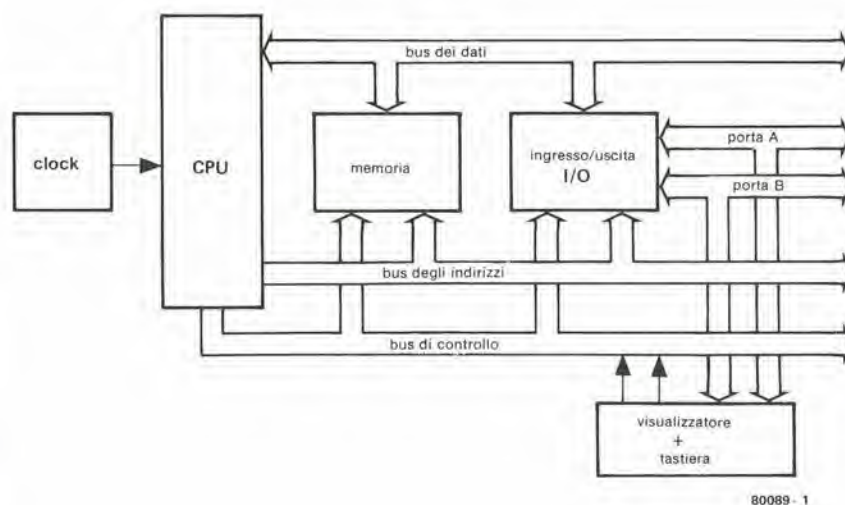 bus dei dati
clock
CPU
memoria
ingresso/uscita
I/O
porta A
porta B
bus degli indirizzi
bus di controllo
visualizzatore
+
tastiera
80089 - 1